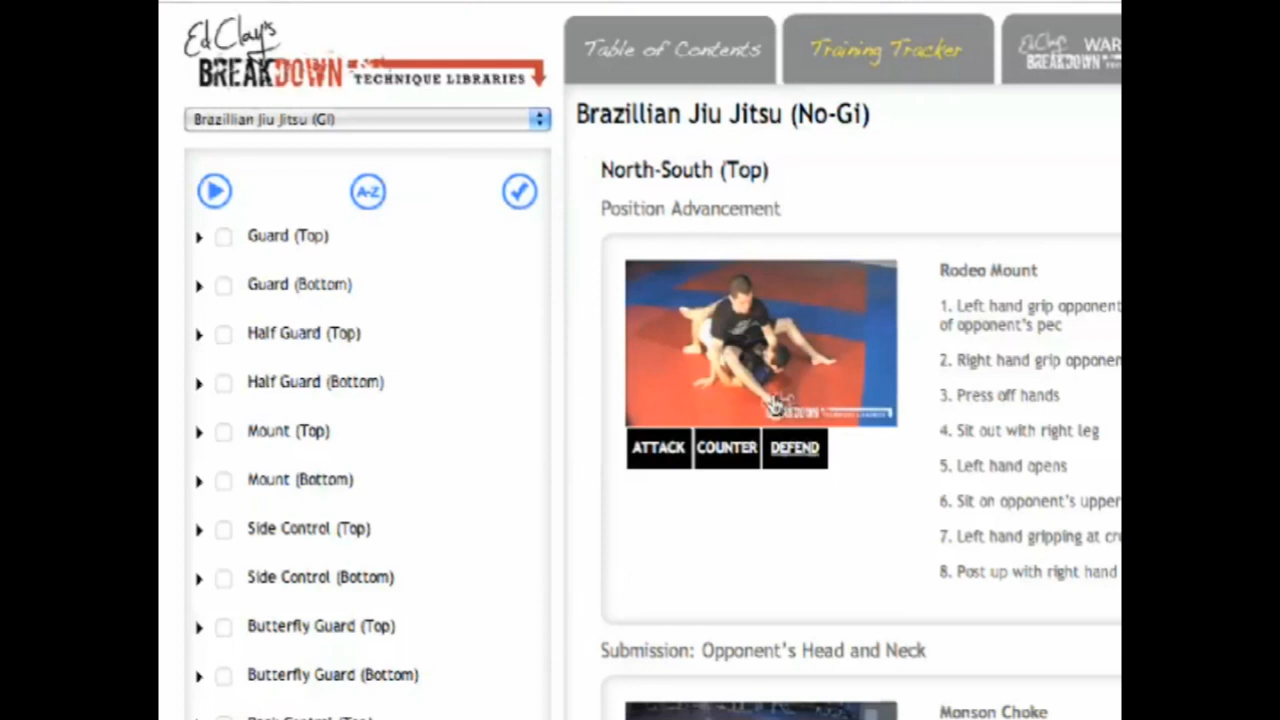 Ed Clay's
BREAKDOWN
TECHNIQUE LIBRARIES
Table of Contents
Training Tracker
Ed Clay's
BREAKDOWN
WAR
Brazillian Jiu Jitsu (GI)
A-Z
Guard (Top)
Guard (Bottom)
Half Guard (Top)
Half Guard (Bottom)
Mount (Top)
Mount (Bottom)
Side Control (Top)
Side Control (Bottom)
Butterfly Guard (Top)
Butterfly Guard (Bottom)
Brazillian Jiu Jitsu (No-Gi)
North-South (Top)
Position Advancement
ATTACK COUNTER DEFEND
Rodeo Mount
1. Left hand grip opponent
of opponent's pec
2. Right hand grip opponen
3. Press off hands
4. Sit out with right leg
5. Left hand opens
6. Sit on opponent's upper
7. Left hand gripping at cr
8. Post up with right hand
Submission: Opponent's Head and Neck
Monson Choke